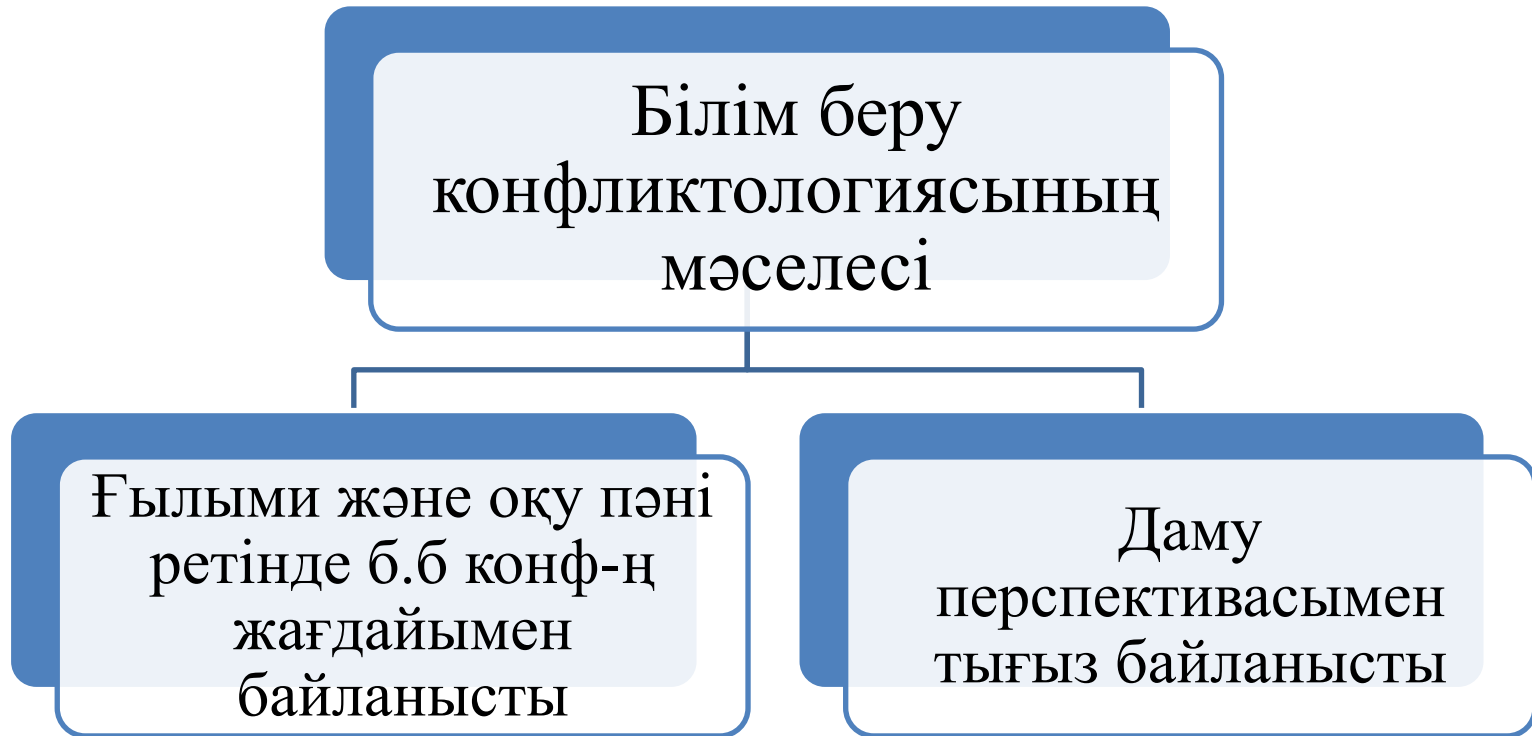 Білім беру
конфликтологиясының
мәселесі
Ғылыми және оқу пәні
ретінде б.б конф-ң
жағдайымен
байланысты
Даму
перспективасымен
тығыз байланысты